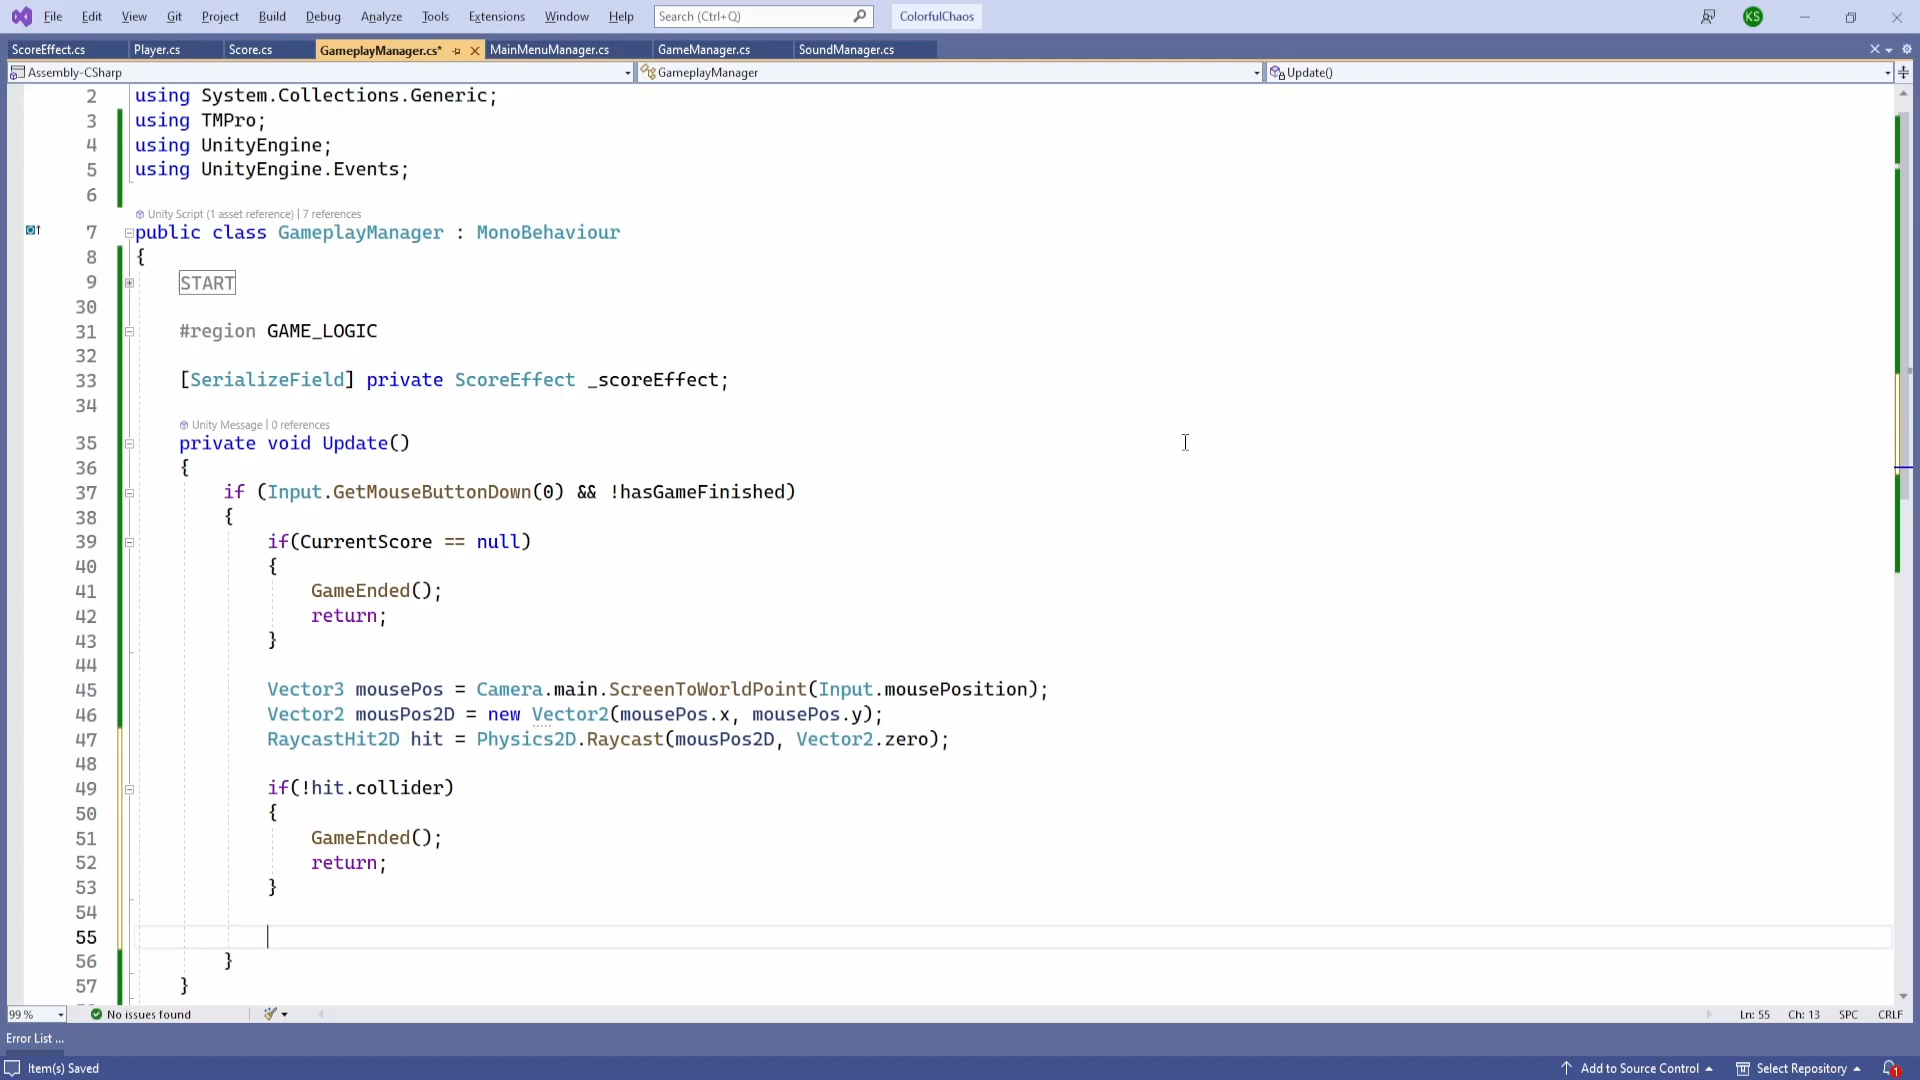 File Edit View Git Project Build Debug Analyze Tools Extensions Window Help Search (Ctrl+Q) ColorfulChaos KS
ScoreEffect.cs Player.cs Score.cs GameplayManager.cs* MainMenuManager.cs GameManager.cs SoundManager.cs
Assembly-CSharp GameplayManager Update()
2 using System.Collections.Generic;
3 using TMPro;
4 using UnityEngine;
5 using UnityEngine.Events;
6
Unity Script (1 asset reference) | 7 references
7 public class GameplayManager : MonoBehaviour
8 {
9 START
30
31 #region GAME_LOGIC
32
33 [SerializeField] private ScoreEffect _scoreEffect;
34
Unity Message | 0 references
35 private void Update()
36 {
37 if (Input.GetMouseButtonDown(0) && !hasGameFinished)
38 {
39 if(CurrentScore == null)
40 {
41 GameEnded();
42 return;
43 }
44
45 Vector3 mousePos = Camera.main.ScreenToWorldPoint(Input.mousePosition);
46 Vector2 mousPos2D = new Vector2(mousePos.x, mousePos.y);
47 RaycastHit2D hit = Physics2D.Raycast(mousPos2D, Vector2.zero);
48
49 if(!hit.collider)
50 {
51 GameEnded();
52 return;
53 }
54
55
56 }
57 }
99 % No issues found Ln: 55 Ch: 13 SPC CRLF
Error List ...
Item(s) Saved Add to Source Control Select Repository 1